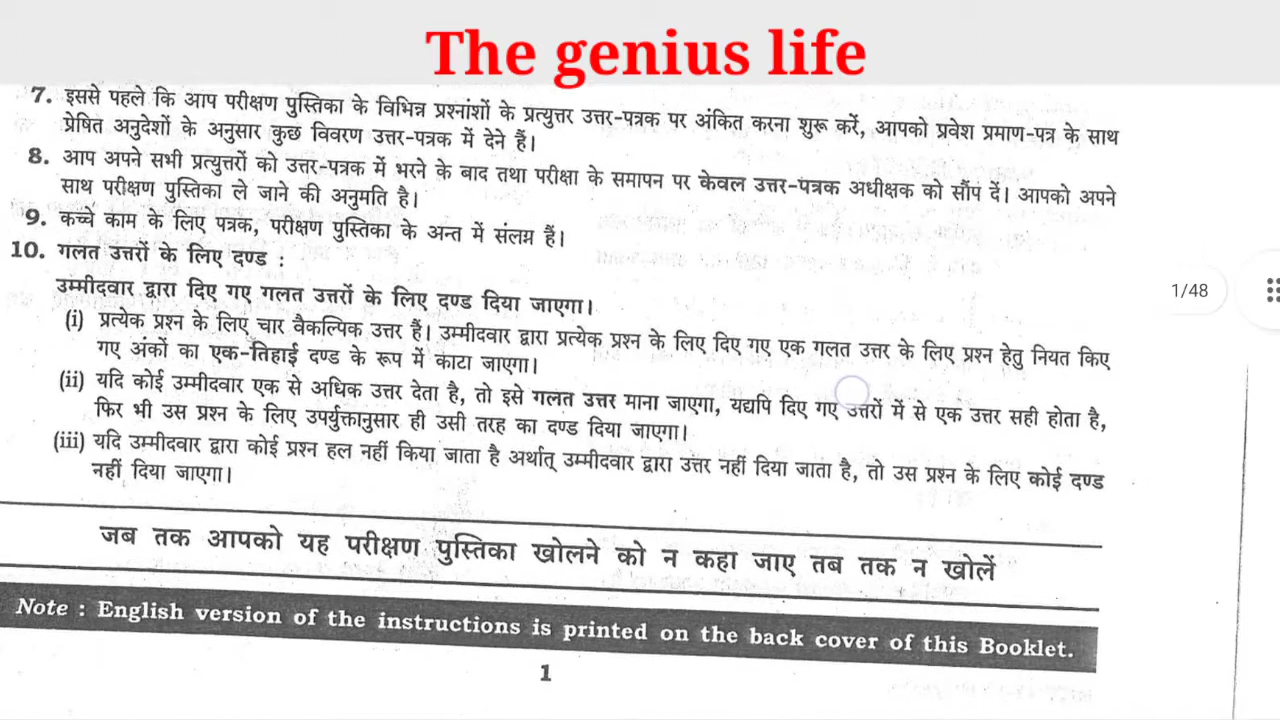 The genius life
7. इससे पहले कि आप परीक्षण पुस्तिका के विभिन्न प्रश्नांशों के प्रत्युत्तर उत्तर-पत्रक पर अंकित करना शुरू करें, आपको प्रवेश प्रमाण-पत्र के साथ
प्रेषित अनुदेशों के अनुसार कुछ विवरण उत्तर-पत्रक में देने हैं।
8. आप अपने सभी प्रत्युत्तरों को उत्तर-पत्रक में भरने के बाद तथा परीक्षा के समापन पर केवल उत्तर-पत्रक अधीक्षक को सौंप दें। आपको अपने
साथ परीक्षण पुस्तिका ले जाने की अनुमति है।
9. कच्चे काम के लिए पत्रक, परीक्षण पुस्तिका के अन्त में संलग्न हैं।
10. गलत उत्तरों के लिए दण्ड :
उम्मीदवार द्वारा दिए गए गलत उत्तरों के लिए दण्ड दिया जाएगा।
1/48
(i) प्रत्येक प्रश्न के लिए चार वैकल्पिक उत्तर हैं। उम्मीदवार द्वारा प्रत्येक प्रश्न के लिए दिए गए एक गलत उत्तर के लिए प्रश्न हेतु नियत किए
गए अंकों का एक-तिहाई दण्ड के रूप में काटा जाएगा।
(ii) यदि कोई उम्मीदवार एक से अधिक उत्तर देता है, तो इसे गलत उत्तर माना जाएगा, यद्यपि दिए गए उत्तरों में से एक उत्तर सही होता है,
फिर भी उस प्रश्न के लिए उपर्युक्तानुसार ही उसी तरह का दण्ड दिया जाएगा।
(iii) यदि उम्मीदवार द्वारा कोई प्रश्न हल नहीं किया जाता है अर्थात् उम्मीदवार द्वारा उत्तर नहीं दिया जाता है, तो उस प्रश्न के लिए कोई दण्ड
नहीं दिया जाएगा।
जब तक आपको यह परीक्षण पुस्तिका खोलने को न कहा जाए तब तक न खोलें
Note : English version of the instructions is printed on the back cover of this Booklet.
1